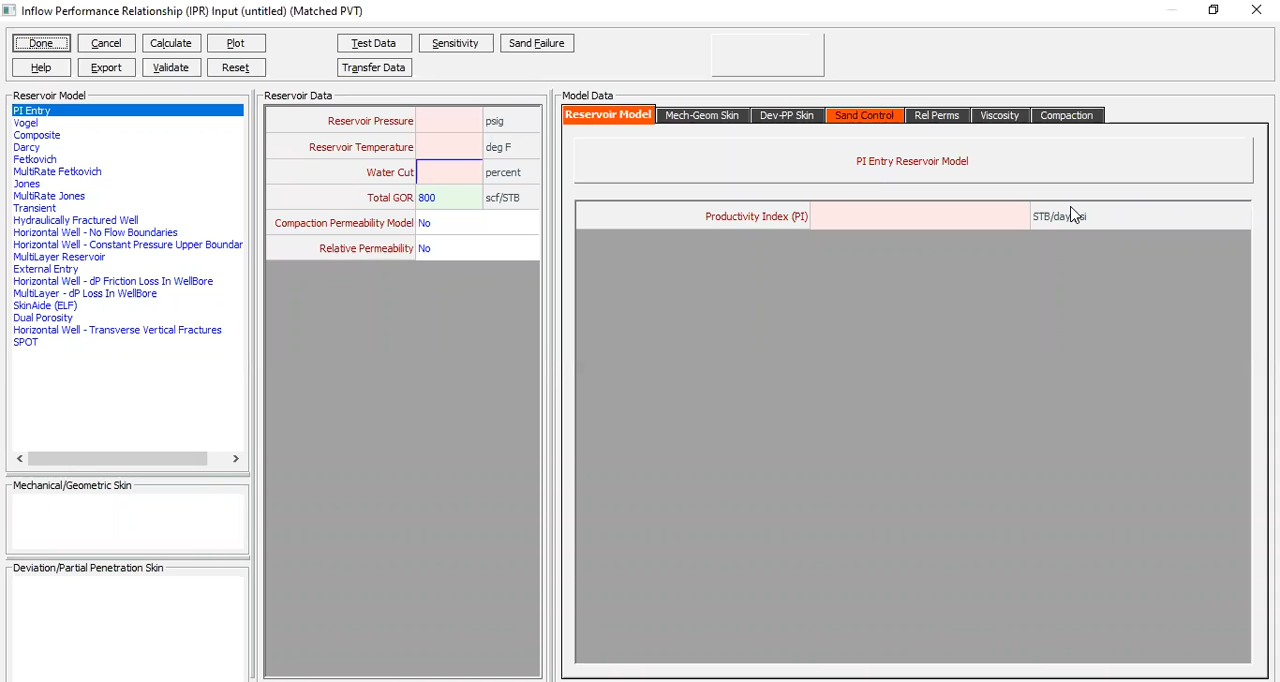 Inflow Performance Relationship (IPR) Input (untitled) (Matched PVT)
Done Cancel Calculate Plot Test Data Sensitivity Sand Failure
Help Export Validate Reset Transfer Data
Reservoir Model
PI Entry
Vogel
Composite
Darcy
Fetkovich
MultiRate Fetkovich
Jones
MultiRate Jones
Transient
Hydraulically Fractured Well
Horizontal Well - No Flow Boundaries
Horizontal Well - Constant Pressure Upper Boundar
MultiLayer Reservoir
External Entry
Horizontal Well - dP Friction Loss In WellBore
MultiLayer - dP Loss In WellBore
SkinAide (ELF)
Dual Porosity
Horizontal Well - Transverse Vertical Fractures
SPOT
Mechanical/Geometric Skin
Deviation/Partial Penetration Skin
Reservoir Data
Reservoir Pressure psig
Reservoir Temperature deg F
Water Cut percent
Total GOR 800 scf/STB
Compaction Permeability Model No
Relative Permeability No
Model Data
Reservoir Model Mech-Geom Skin Dev-PP Skin Sand Control Rel Perms Viscosity Compaction
PI Entry Reservoir Model
Productivity Index (PI)